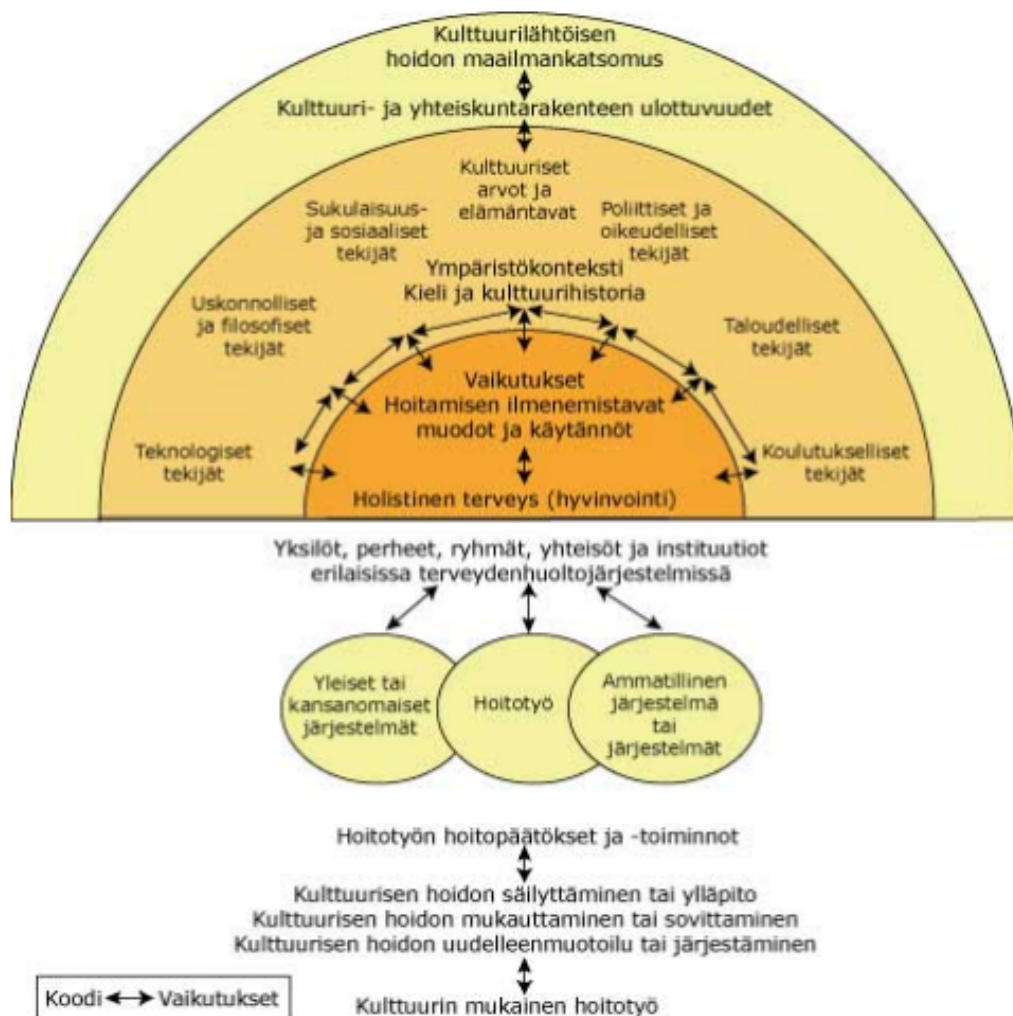 Kulttuurilähtöisen
hoidon maailmankatsomus
Kulttuuri- ja yhteiskuntarakenteen ulottuvuudet
Kulttuuriset
arvot ja
elämäntavat
Sukulaisuus-
ja sosiaaliset
tekijät
Poliittiset ja
oikeudelliset
tekijät
Ympäristökonteksti
Kieli ja kulttuurihistoria
Uskonnolliset
ja filosofiset
tekijät
Taloudelliset
tekijät
Vaikutukset
Hoitamisen ilmenemistavat
muodot ja käytännöt
Teknologiset
tekijät
Koulutukselliset
tekijät
Holistinen terveys (hyvinvointi)
Yksilöt, perheet, ryhmät, yhteisöt ja instituutiot
erilaisissa terveydenhuoltojärjestelmissä
Yleiset tai
kansanomaiset
järjestelmät
Hoitotyö
Ammatillinen
järjestelmä
tai
järjestelmät
Hoitotyön hoitopäätökset ja -toiminnot
Kulttuurisen hoidon säilyttäminen tai ylläpito
Kulttuurisen hoidon mukauttaminen tai sovittaminen
Kulttuurisen hoidon uudelleenmuotoilu tai järjestäminen
Koodi Vaikutukset
Kulttuurin mukainen hoitotyö